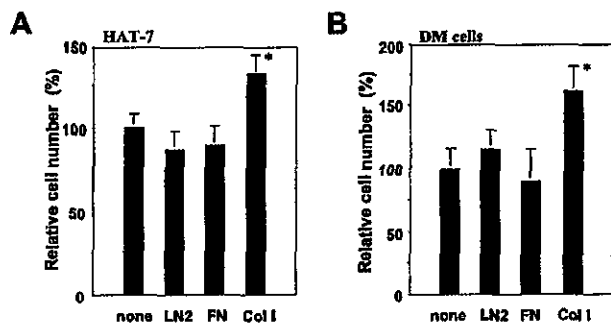 A
HAT-7
Relative cell number (%)
150
100
50
0
none LN2 FN Col I
*
B
DM cells
Relative cell number (%)
200
150
100
50
0
none LN2 FN Col I
*